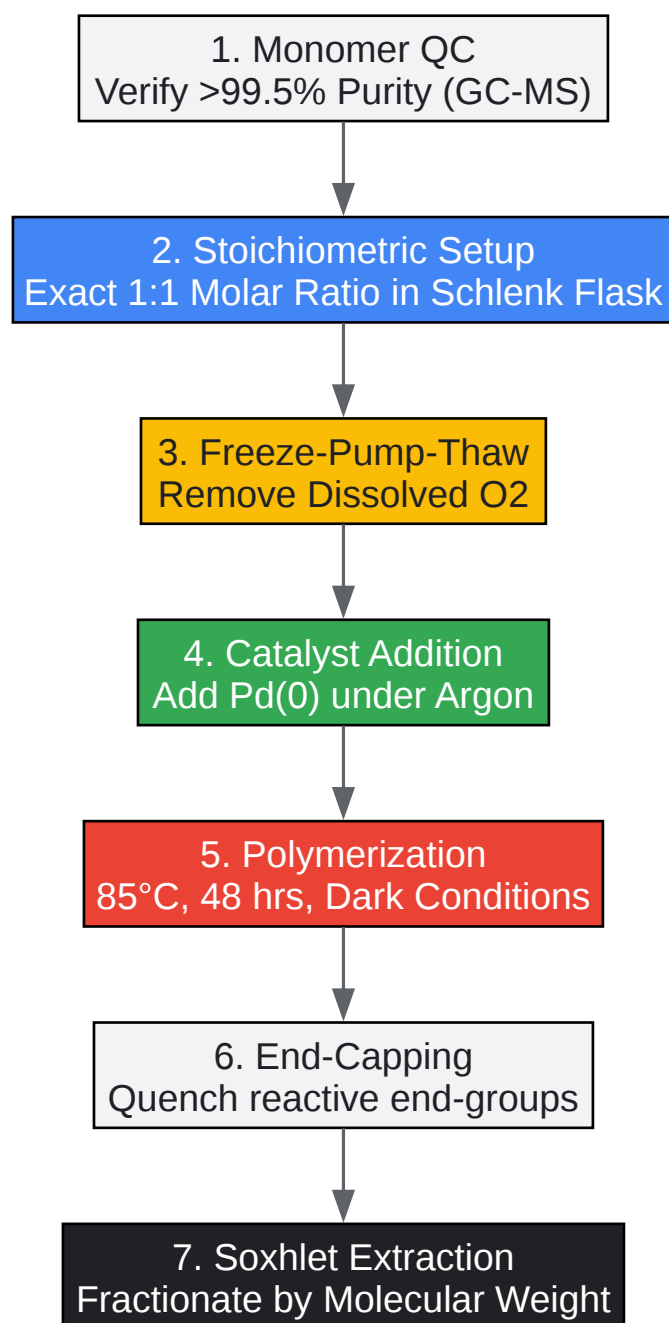 1. Monomer QC
Verify >99.5% Purity (GC-MS)
2. Stoichiometric Setup
Exact 1:1 Molar Ratio in Schlenk Flask
3. Freeze-Pump-Thaw
Remove Dissolved O2
4. Catalyst Addition
Add Pd(0) under Argon
5. Polymerization
85°C, 48 hrs, Dark Conditions
6. End-Capping
Quench reactive end-groups
7. Soxhlet Extraction
Fractionate by Molecular Weight